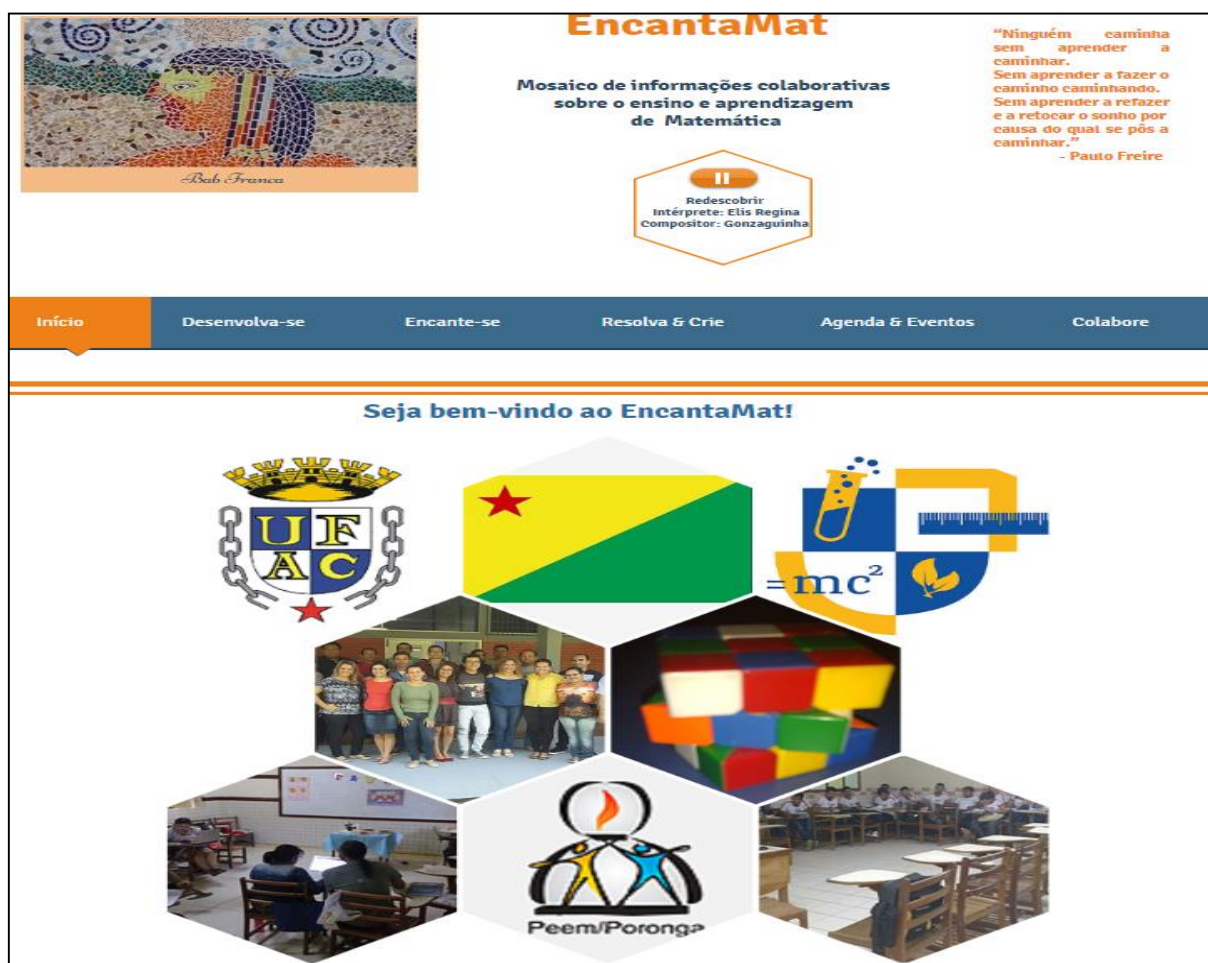 EncantaMat
Mosaico de informações colaborativas
sobre o ensino e aprendizagem
de Matemática
"Ninguém caminha
sem aprender a
caminhar.
Sem aprender a fazer o
caminho caminhando.
Sem aprender a refazer
e a retocar o sonho por
causa do qual se pôs a
caminhar."
- Paulo Freire
Bab Franca
Redescobrir
Intérprete: Elis Regina
Compositor: Gonzaguinha
Início
Desenvolva-se
Encante-se
Resolva & Crie
Agenda & Eventos
Colabore
Seja bem-vindo ao EncantaMat!
UF
AC
=mc²
Peem/Poronga